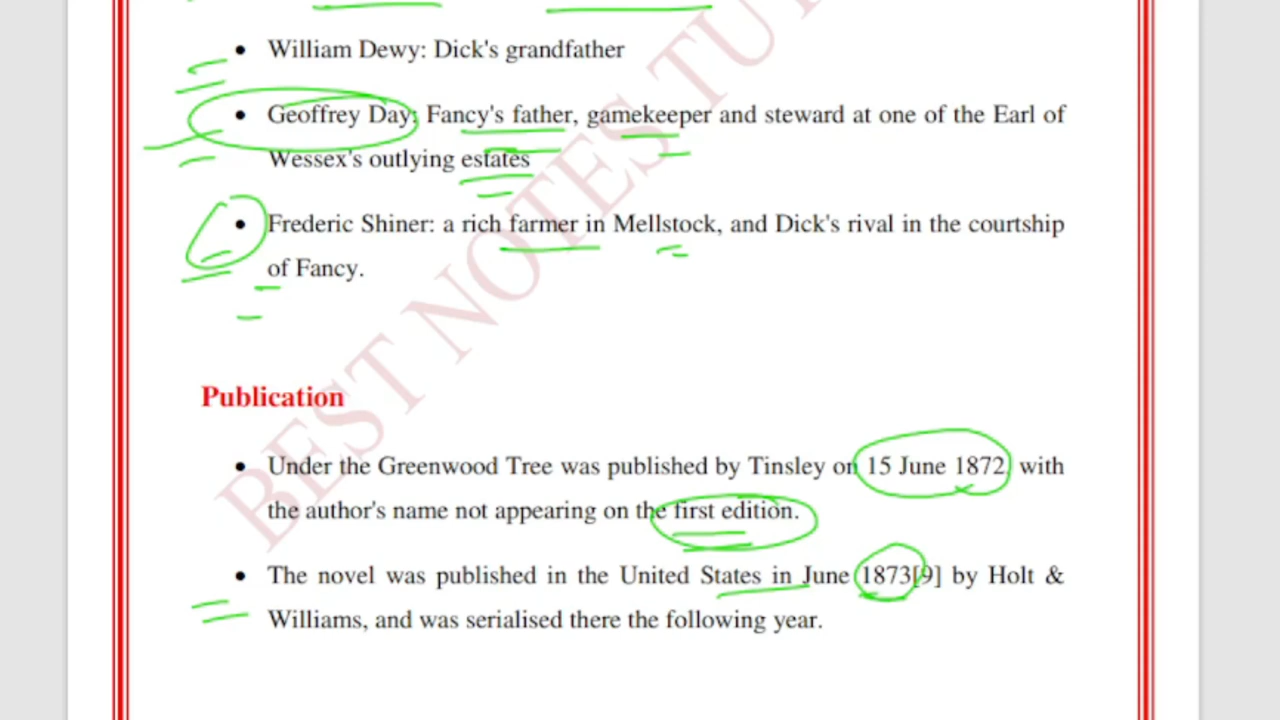 William Dewy: Dick's grandfather
Geoffrey Day: Fancy's father, gamekeeper and steward at one of the Earl of
Wessex's outlying estates
Frederic Shiner: a rich farmer in Mellstock, and Dick's rival in the courtship
of Fancy.
Publication
Under the Greenwood Tree was published by Tinsley on 15 June 1872 with
the author's name not appearing on the first edition.
The novel was published in the United States in June 1873[9] by Holt &
Williams, and was serialised there the following year.
BEST NOTES TU